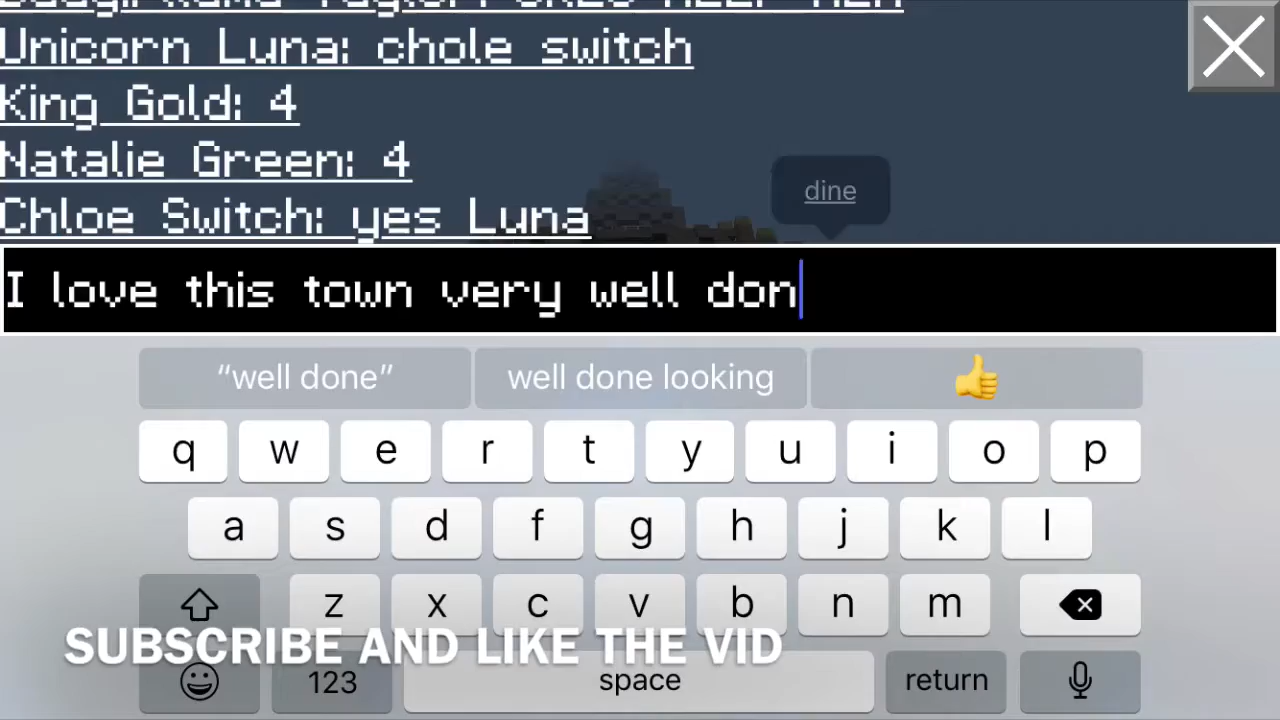 Unicorn Luna: chole switch
King Gold: 4
Natalie Green: 4
Chloe Switch: yes Luna
dine
I love this town very well don
“well done” well done looking 👍
q w e r t y u i o p
a s d f g h j k l
z x c v b n m
SUBSCRIBE AND LIKE THE VID
123 space return